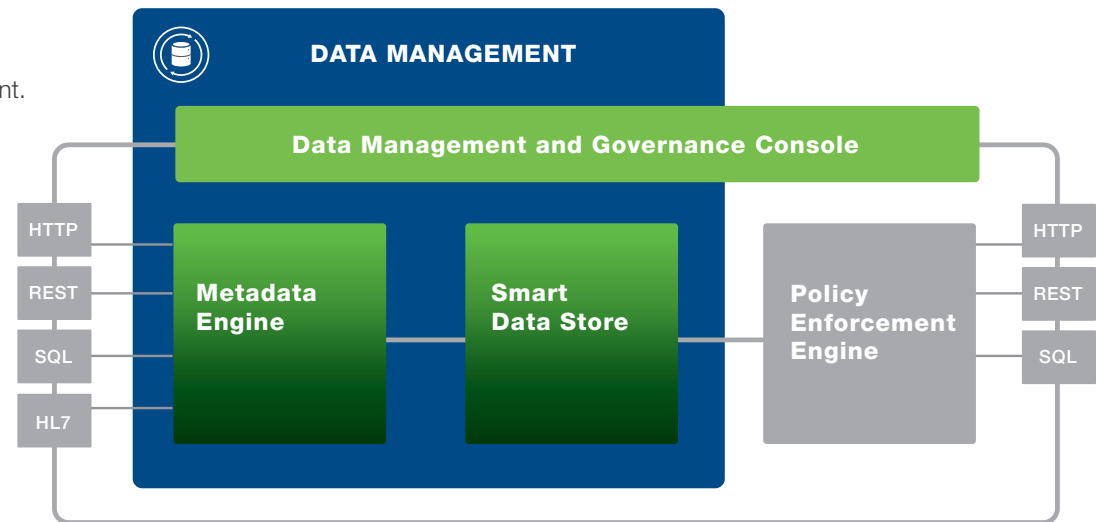 DATA MANAGEMENT
nt.
Data Management and Governance Console
HTTP
REST
SQL
HL7
Metadata
Engine
Smart
Data Store
Policy
Enforcement
Engine
HTTP
REST
SQL